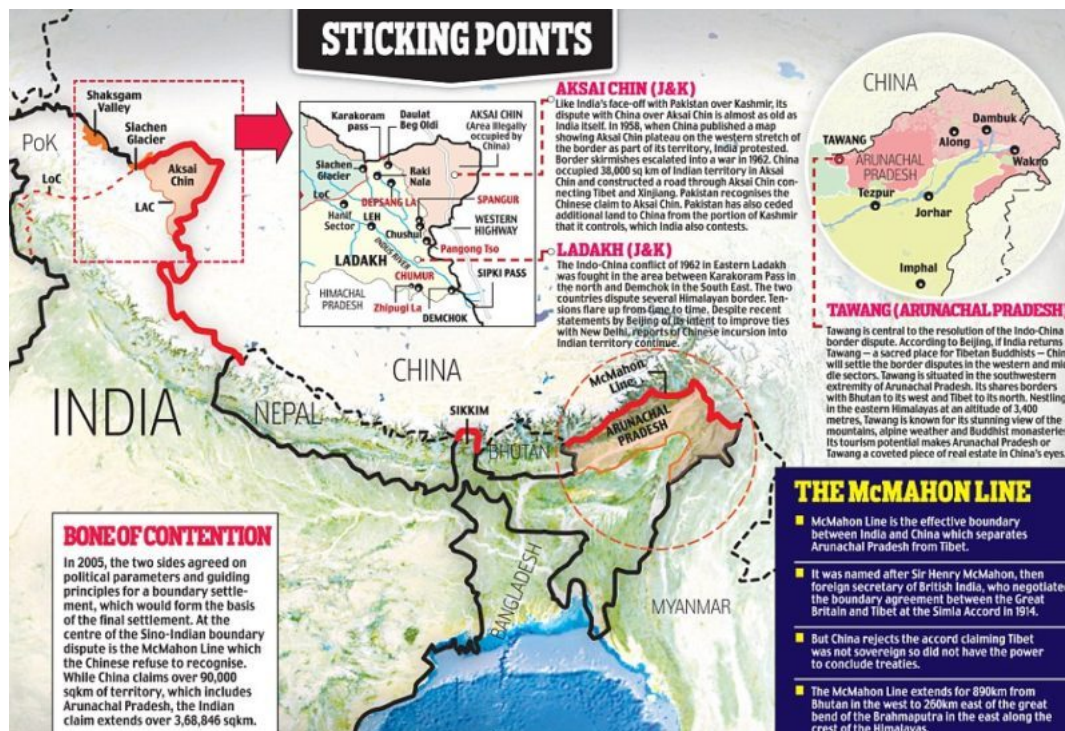 STICKING POINTS
Shaksgam
Valley
Siachen
Glacier
PoK
Aksai
Chin
LoC
LAC
Karakoram
pass
Daulat
Beg Oldi
AKSAI CHIN
(Area illegally
occupied by
China)
Siachen
Glacier
Raki
Nala
LoC
DEPSANG LA
SPANGUR
Hanif
Sector
LEH
Chushul
WESTERN
HIGHWAY
INDUS RIVER
Pangong Tso
LADAKH
CHUMUR
SIPKI PASS
HIMACHAL
PRADESH
Zhipugi La
DEMCHOK
AKSAI CHIN (J&K)
Like India's face-off with Pakistan over Kashmir, its
dispute with China over Aksai Chin is almost as old as
India itself. In 1958, when China published a map
showing Aksai Chin plateau on the western stretch of
the border as part of its territory, India protested.
Border skirmishes escalated into a war in 1962. China
occupied 38,000 sq km of Indian territory in Aksai
Chin and constructed a road through Aksai Chin con-
necting Tibet and Xinjiang. Pakistan recognises the
Chinese claim to Aksai Chin. Pakistan has also ceded
additional land to China from the portion of Kashmir
that it controls, which India also contests.
LADAKH (J&K)
The Indo-China conflict of 1962 in Eastern Ladakh
was fought in the area between Karakoram Pass in
the north and Demchok in the South East. The two
countries dispute several Himalayan border. Ten-
sions flare up from time to time. Despite recent
statements by Beijing of its intent to improve ties
with New Delhi, reports of Chinese incursion into
Indian territory continue.
CHINA
Dambuk
TAWANG
Along
ARUNACHAL
PRADESH
Wakro
Tezpur
Jorhar
Imphal
TAWANG (ARUNACHAL PRADESH)
Tawang is central to the resolution of the Indo-China
border dispute. According to Beijing, if India returns
Tawang — a sacred place for Tibetan Buddhists — Chin
will settle the border disputes in the western and mid
dle sectors. Tawang is situated in the southwestern
extremity of Arunachal Pradesh. Its shares borders
with Bhutan to its west and Tibet to its north. Nestling
in the eastern Himalayas at an altitude of 3,400
metres, Tawang is known for its stunning view of the
mountains, alpine weather and Buddhist monasterie
Its tourism potential makes Arunachal Pradesh or
Tawang a coveted piece of real estate in China's eyes.
CHINA
McMahon
Line
INDIA
NEPAL
SIKKIM
BHUTAN
ARUNACHAL
PRADESH
BANGLADESH
MYANMAR
BONE OF CONTENTION
In 2005, the two sides agreed on
political parameters and guiding
principles for a boundary settle-
ment, which would form the basis
of the final settlement. At the
centre of the Sino-Indian boundary
dispute is the McMahon Line which
the Chinese refuse to recognise.
While China claims over 90,000
sqkm of territory, which includes
Arunachal Pradesh, the Indian
claim extends over 3,68,846 sqkm.
THE McMAHON LINE
McMahon Line is the effective boundary
between India and China which separates
Arunachal Pradesh from Tibet.
It was named after Sir Henry McMahon, then
foreign secretary of British India, who negotiated
the boundary agreement between the Great
Britain and Tibet at the Simla Accord in 1914.
But China rejects the accord claiming Tibet
was not sovereign so did not have the power
to conclude treaties.
The McMahon Line extends for 890km from
Bhutan in the west to 260km east of the great
bend of the Brahmaputra in the east along the
crest of the Himalayas.